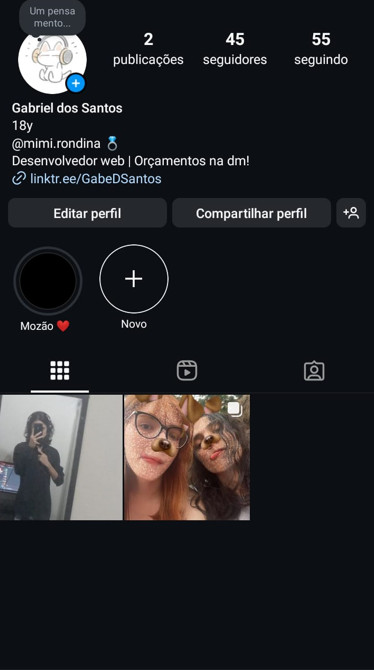 Um pensa
mento...
2
45
55
publicações
seguidores
seguindo
Gabriel dos Santos
18y
@mimi.rondina 💍
Desenvolvedor web | Orçamentos na dm!
linktr.ee/GabeDSantos
Editar perfil
Compartilhar perfil
Mozão ❤️
Novo